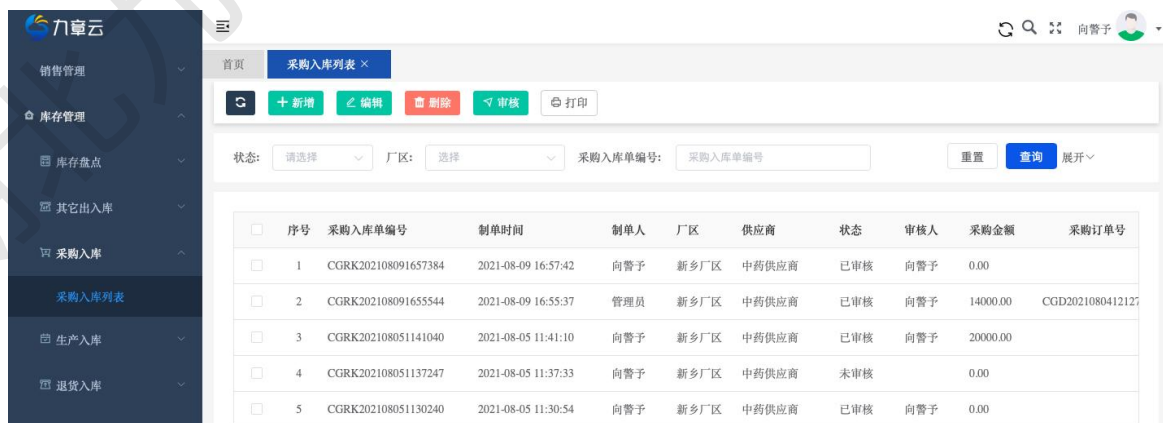 力章云
向警予
销售管理
首页 采购入库列表 ×
新增 编辑 删除 审核 打印
库存管理
库存盘点
状态: 请选择 厂区: 选择 采购入库单编号: 采购入库单编号 重置 查询 展开
其它出入库
序号 采购入库单编号 制单时间 制单人 厂区 供应商 状态 审核人 采购金额 采购订单号
采购入库
1 CGRK202108091657384 2021-08-09 16:57:42 向警予 新乡厂区 中药供应商 已审核 向警予 0.00
采购入库列表
2 CGRK202108091655544 2021-08-09 16:55:37 管理员 新乡厂区 中药供应商 已审核 向警予 14000.00 CGD2021080412127
生产入库
3 CGRK202108051141040 2021-08-05 11:41:10 向警予 新乡厂区 中药供应商 已审核 向警予 20000.00
4 CGRK202108051137247 2021-08-05 11:37:33 向警予 新乡厂区 中药供应商 未审核 0.00
退货入库
5 CGRK202108051130240 2021-08-05 11:30:54 向警予 新乡厂区 中药供应商 已审核 向警予 0.00